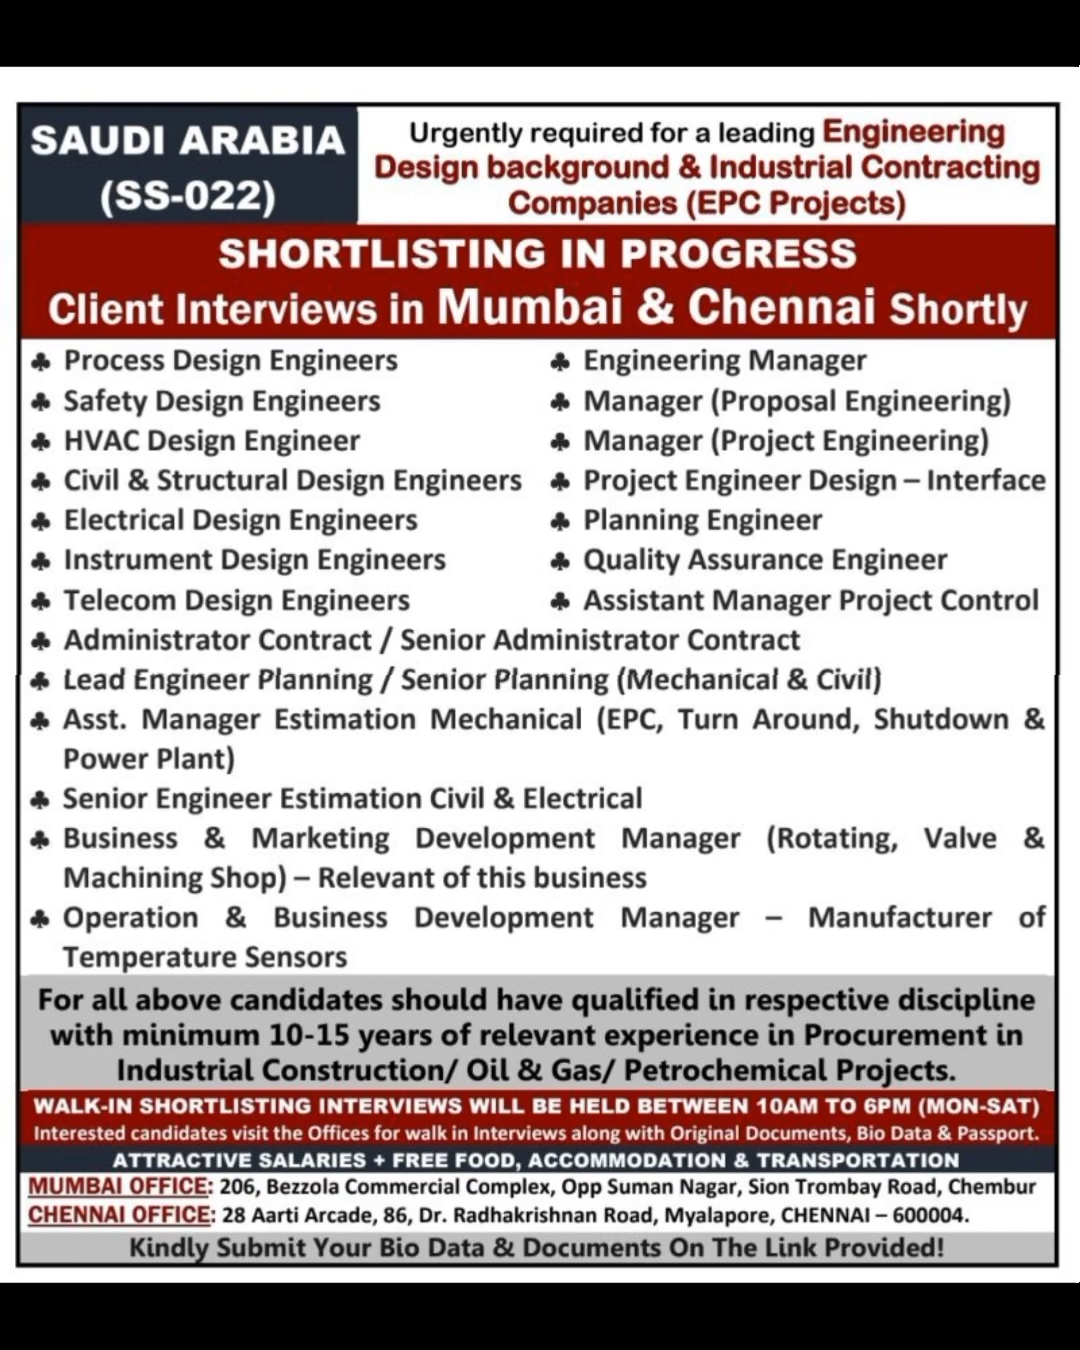 SAUDI ARABIA
(SS-022)
Urgently required for a leading Engineering
Design background & Industrial Contracting
Companies (EPC Projects)
SHORTLISTING IN PROGRESS
Client Interviews in Mumbai & Chennai Shortly
♣ Process Design Engineers
♣ Safety Design Engineers
♣ HVAC Design Engineer
♣ Civil & Structural Design Engineers
♣ Electrical Design Engineers
♣ Instrument Design Engineers
♣ Telecom Design Engineers
♣ Engineering Manager
♣ Manager (Proposal Engineering)
♣ Manager (Project Engineering)
♣ Project Engineer Design – Interface
♣ Planning Engineer
♣ Quality Assurance Engineer
♣ Assistant Manager Project Control
♣ Administrator Contract / Senior Administrator Contract
♣ Lead Engineer Planning / Senior Planning (Mechanical & Civil)
♣ Asst. Manager Estimation Mechanical (EPC, Turn Around, Shutdown &
Power Plant)
♣ Senior Engineer Estimation Civil & Electrical
♣ Business & Marketing Development Manager (Rotating, Valve &
Machining Shop) – Relevant of this business
♣ Operation & Business Development Manager – Manufacturer of
Temperature Sensors
For all above candidates should have qualified in respective discipline
with minimum 10-15 years of relevant experience in Procurement in
Industrial Construction/ Oil & Gas/ Petrochemical Projects.
WALK-IN SHORTLISTING INTERVIEWS WILL BE HELD BETWEEN 10AM TO 6PM (MON-SAT)
Interested candidates visit the Offices for walk in Interviews along with Original Documents, Bio Data & Passport.
ATTRACTIVE SALARIES + FREE FOOD, ACCOMMODATION & TRANSPORTATION
MUMBAI OFFICE: 206, Bezzola Commercial Complex, Opp Suman Nagar, Sion Trombay Road, Chembur
CHENNAI OFFICE: 28 Aarti Arcade, 86, Dr. Radhakrishnan Road, Myalapore, CHENNAI – 600004.
Kindly Submit Your Bio Data & Documents On The Link Provided!